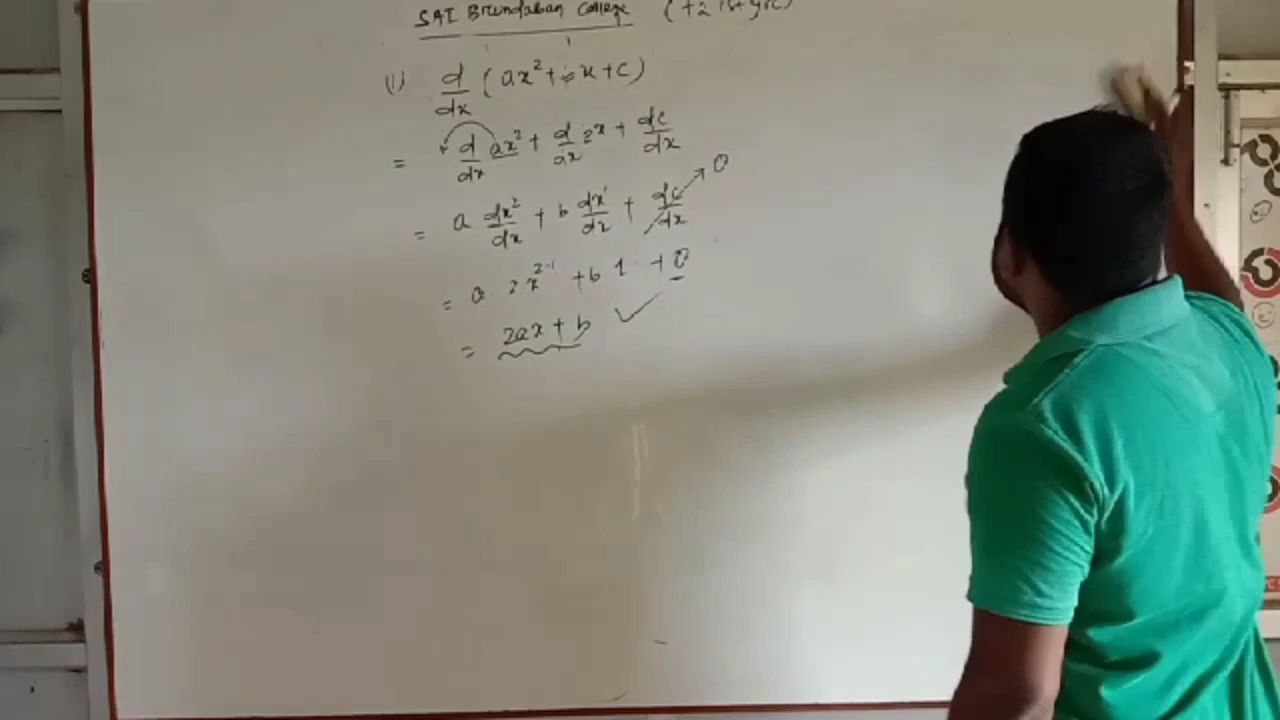 SAI Brundaban College (+2 1st yr
(1) d/dx (ax² + bx + c)
= d/dx ax² + d/dx x + dc/dx
= a dx²/dx + b dx¹/dx + dc/dx → 0
= a 2x²⁻¹ + b 1 + 0
= 2ax + b ✓